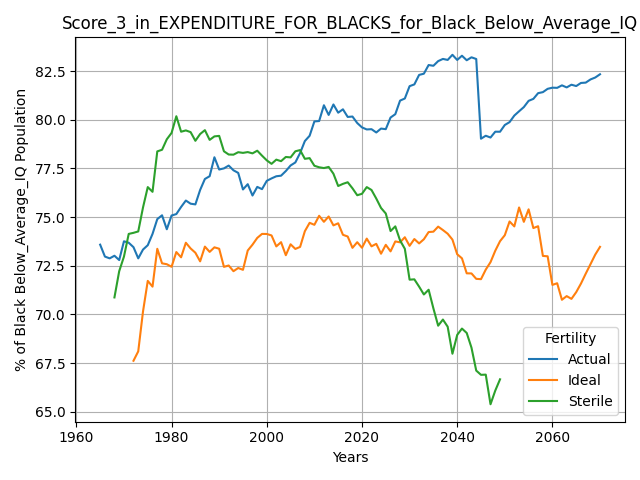 Score_3_in_EXPENDITURE_FOR_BLACKS_for_Black_Below_Average_IQ
% of Black Below_Average_IQ Population
82.5
80.0
77.5
75.0
72.5
70.0
67.5
65.0
1960 1980 2000 2020 2040 2060
Years
Fertility
Actual
Ideal
Sterile